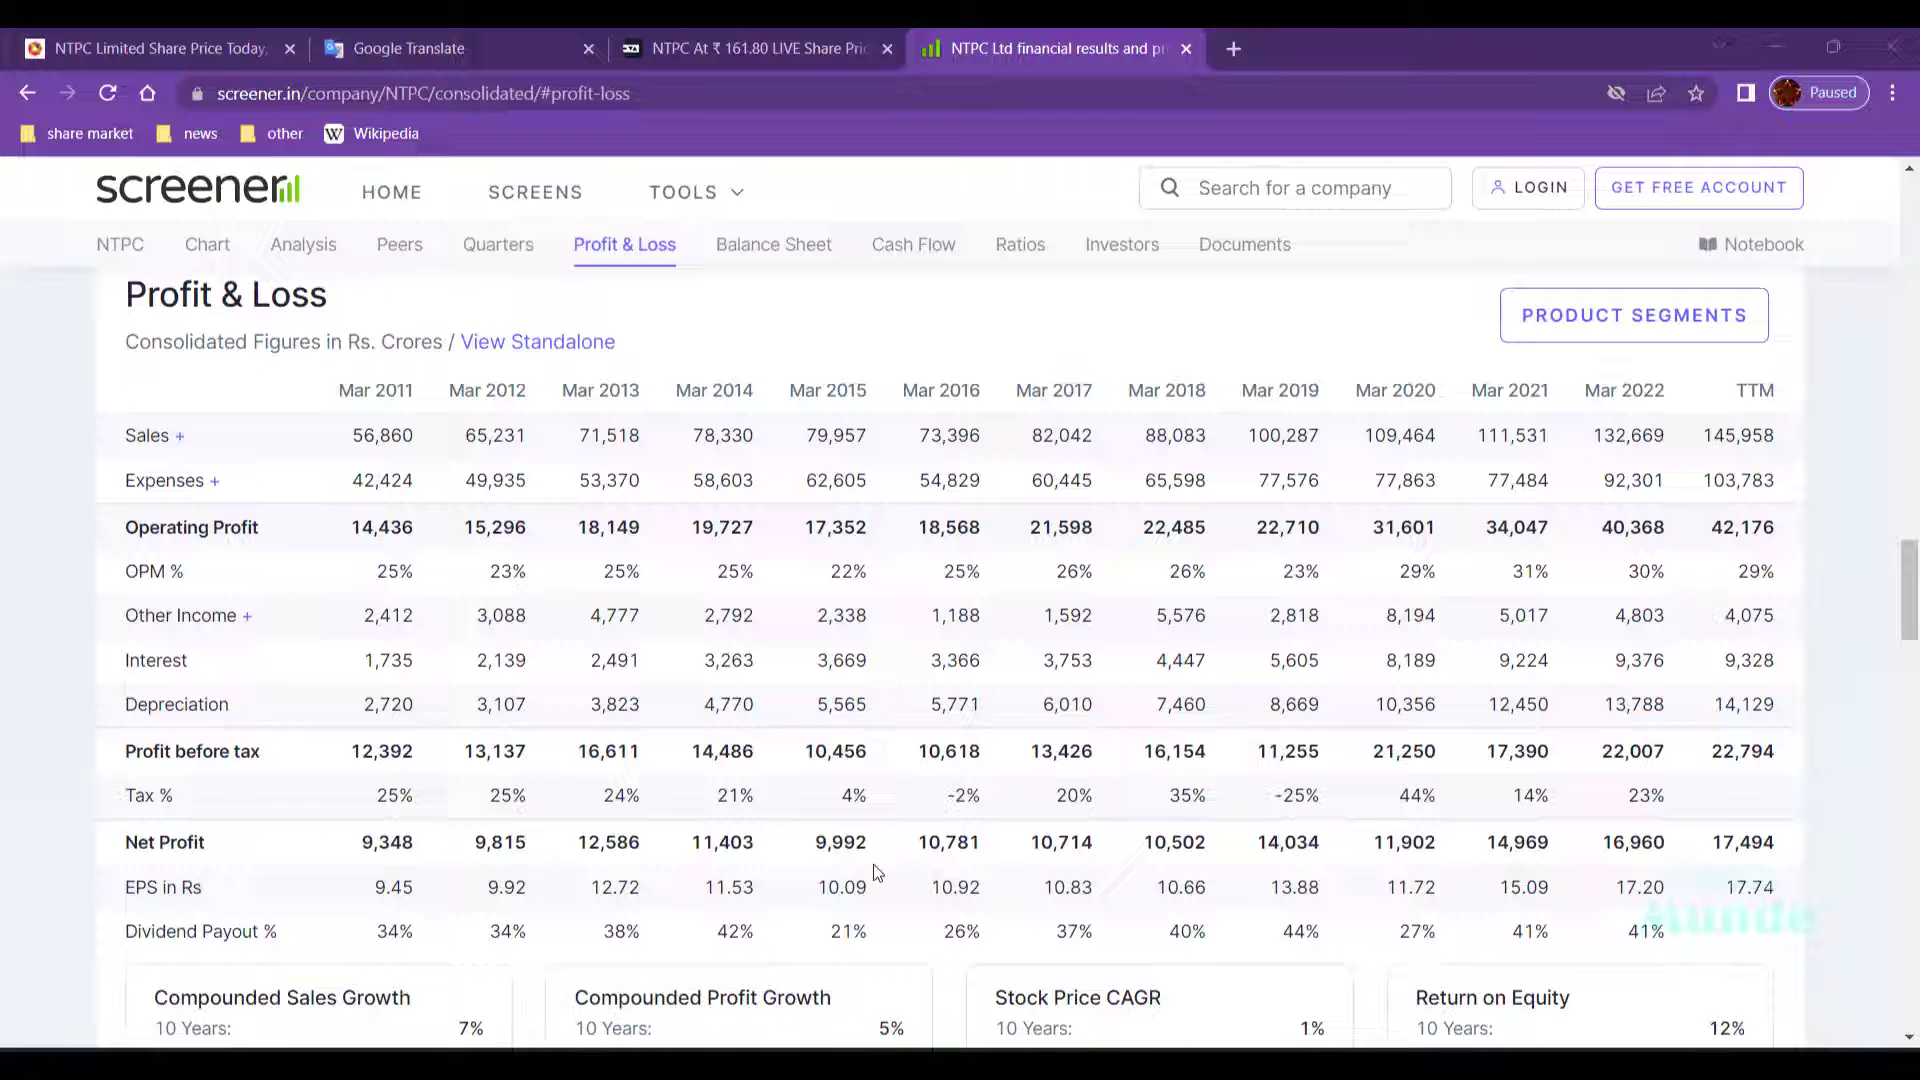 NTPC Limited Share Price Today,
Google Translate
NTPC At ₹ 161.80 LIVE Share Pri
NTPC Ltd financial results and pr
screener.in/company/NTPC/consolidated/#profit-loss
Paused
share market news other W Wikipedia
screener HOME SCREENS TOOLS Search for a company LOGIN GET FREE ACCOUNT
NTPC Chart Analysis Peers Quarters Profit & Loss Balance Sheet Cash Flow Ratios Investors Documents Notebook
Profit & Loss
PRODUCT SEGMENTS
Consolidated Figures in Rs. Crores / View Standalone
Mar 2011 Mar 2012 Mar 2013 Mar 2014 Mar 2015 Mar 2016 Mar 2017 Mar 2018 Mar 2019 Mar 2020 Mar 2021 Mar 2022 TTM
Sales + 56,860 65,231 71,518 78,330 79,957 73,396 82,042 88,083 100,287 109,464 111,531 132,669 145,958
Expenses + 42,424 49,935 53,370 58,603 62,605 54,829 60,445 65,598 77,576 77,863 77,484 92,301 103,783
Operating Profit 14,436 15,296 18,149 19,727 17,352 18,568 21,598 22,485 22,710 31,601 34,047 40,368 42,176
OPM % 25% 23% 25% 25% 22% 25% 26% 26% 23% 29% 31% 30% 29%
Other Income + 2,412 3,088 4,777 2,792 2,338 1,188 1,592 5,576 2,818 8,194 5,017 4,803 4,075
Interest 1,735 2,139 2,491 3,263 3,669 3,366 3,753 4,447 5,605 8,189 9,224 9,376 9,328
Depreciation 2,720 3,107 3,823 4,770 5,565 5,771 6,010 7,460 8,669 10,356 12,450 13,788 14,129
Profit before tax 12,392 13,137 16,611 14,486 10,456 10,618 13,426 16,154 11,255 21,250 17,390 22,007 22,794
Tax % 25% 25% 24% 21% 4% -2% 20% 35% -25% 44% 14% 23%
Net Profit 9,348 9,815 12,586 11,403 9,992 10,781 10,714 10,502 14,034 11,902 14,969 16,960 17,494
EPS in Rs 9.45 9.92 12.72 11.53 10.09 10.92 10.83 10.66 13.88 11.72 15.09 17.20 17.74
Dividend Payout % 34% 34% 38% 42% 21% 26% 37% 40% 44% 27% 41% 41%
Compounded Sales Growth Compounded Profit Growth Stock Price CAGR Return on Equity
10 Years: 7% 10 Years: 5% 10 Years: 1% 10 Years: 12%